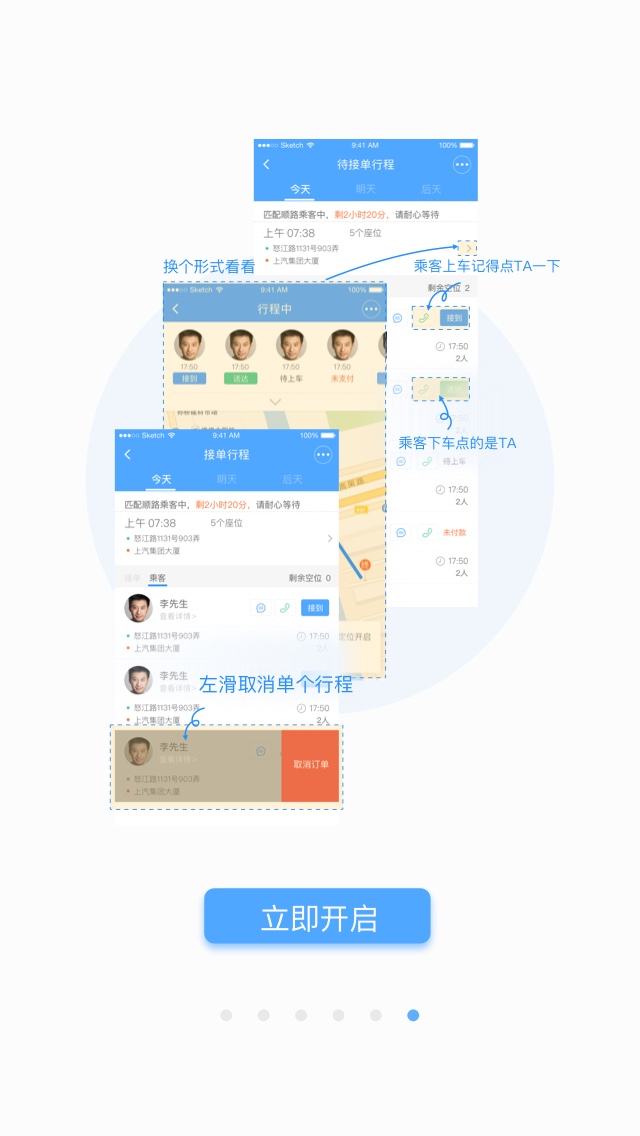 Sketch 9:41 AM 100%
待接单行程
今天 明天 后天
匹配顺路乘客中，剩2小时20分，请耐心等待
上午 07:38 5个座位
怒江路1131号903弄
上汽集团大厦
换个形式看看
乘客上车记得点TA一下
剩余空位 2
接到
17:50
2人
17:50
2人
乘客下车点的是TA
待上车
17:50
2人
未付款
17:50
2人
Sketch 9:41 AM 100%
行程中
17:50 17:50 17:50 17:50
接到 送达 待上车 未支付
定位开启
Sketch 9:41 AM 100%
接单行程
今天 明天 后天
匹配顺路乘客中，剩2小时20分，请耐心等待
上午 07:38 5个座位
怒江路1131号903弄
上汽集团大厦
接单 乘客 剩余空位 0
李先生
查看详情>
接到
怒江路1131号903弄 17:50
上汽集团大厦 2人
李先生
查看详情>
左滑取消单个行程
怒江路1131号903弄 17:50
上汽集团大厦 2人
李先生
查看详情>
取消订单
怒江路1131号903弄
上汽集团大厦
立即开启